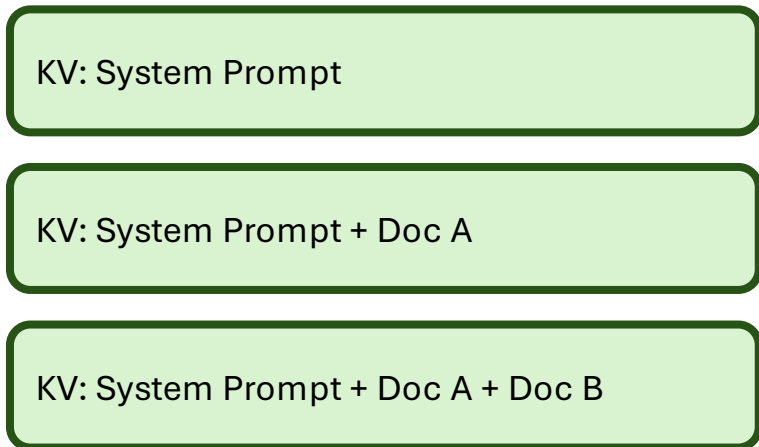 KV: System Prompt
KV: System Prompt + Doc A
KV: System Prompt + Doc A + Doc B